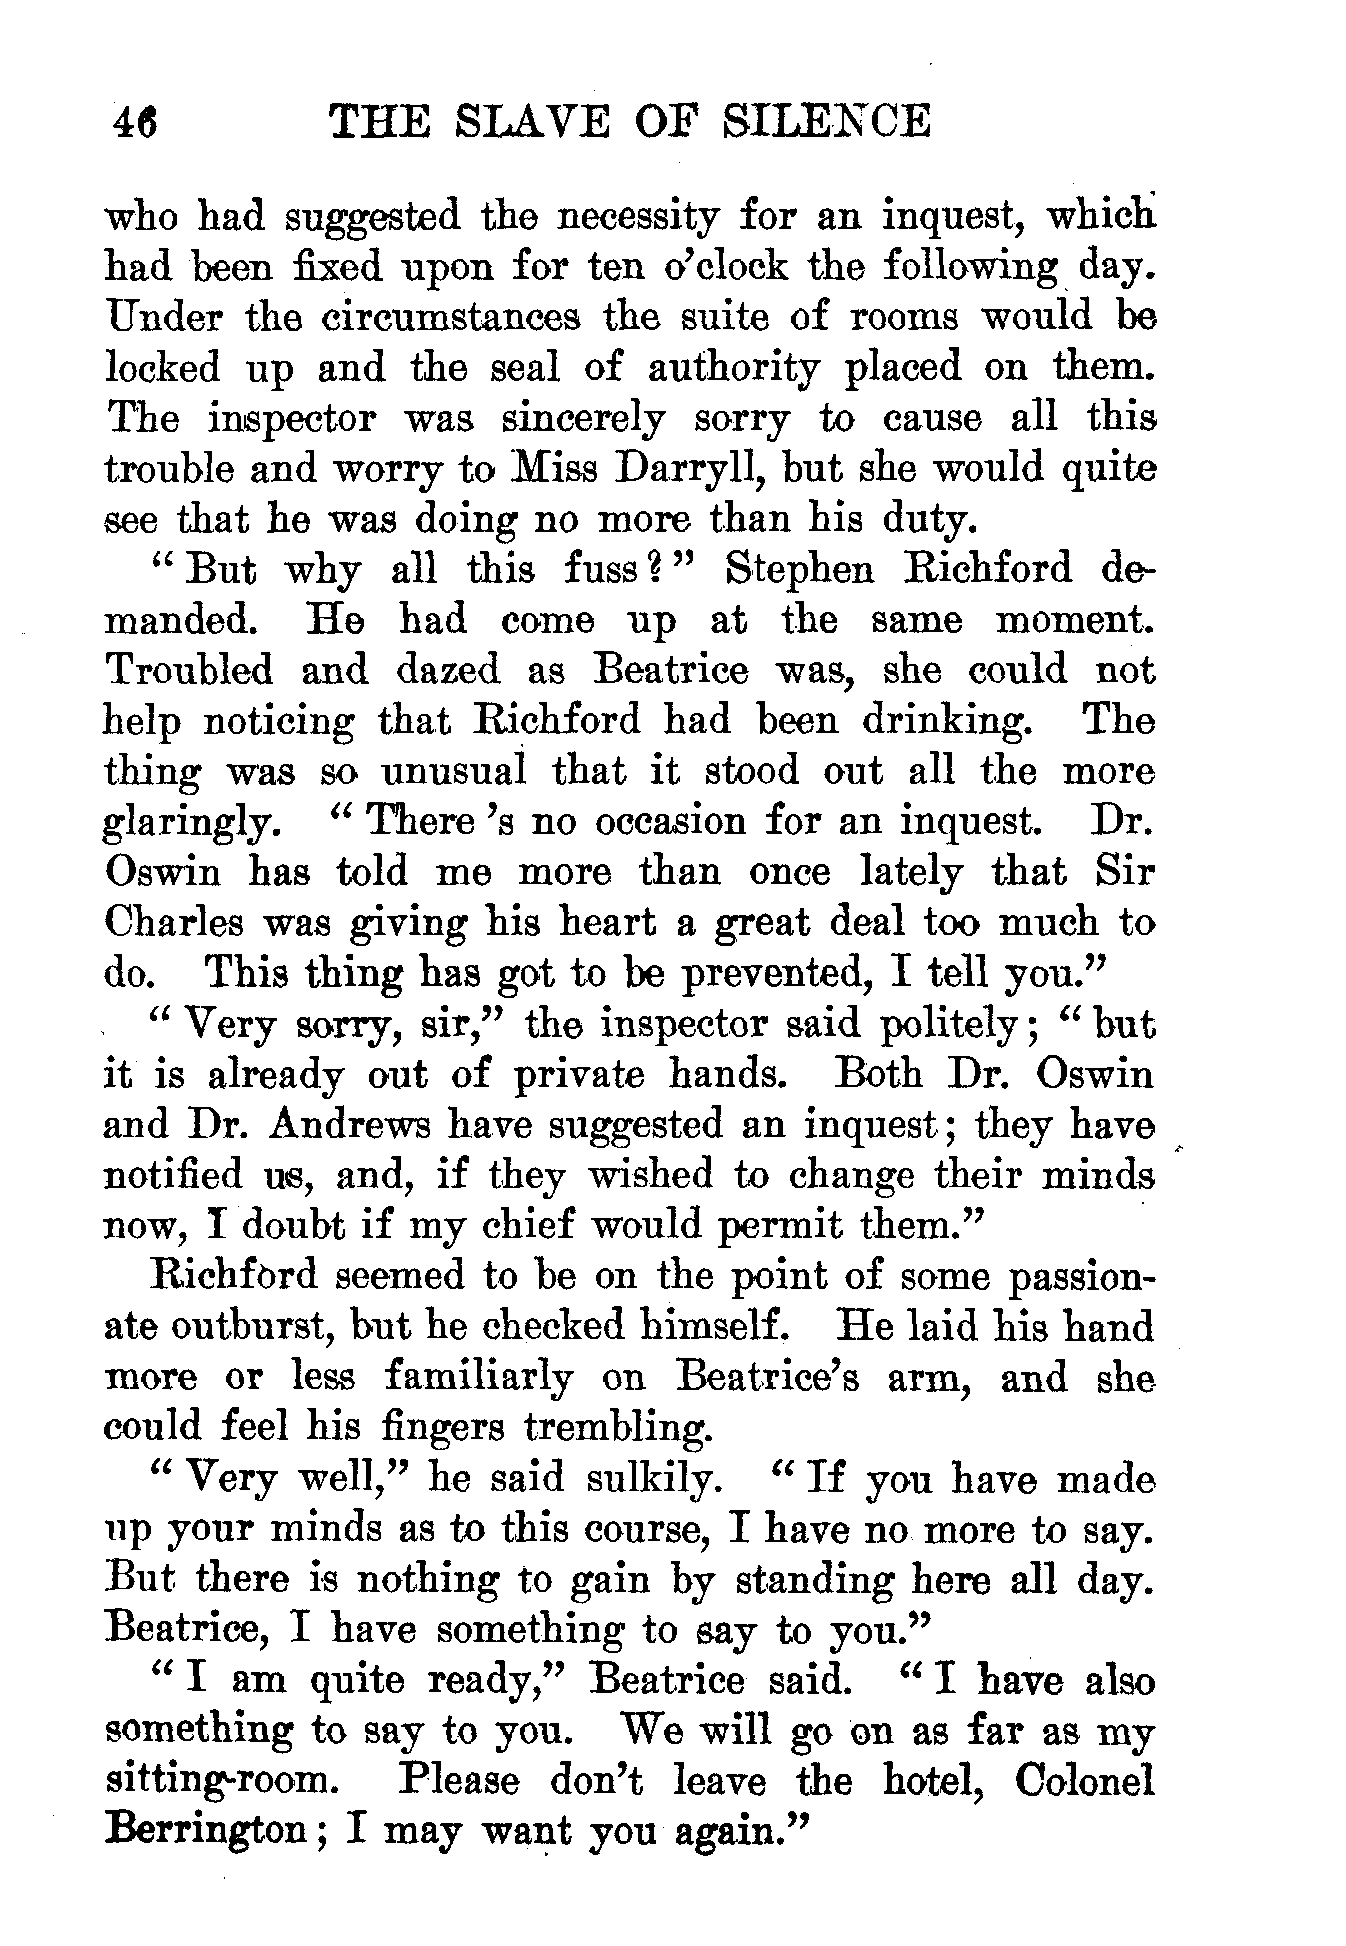 46 THE SLAVE OF SILENCE
who had suggested the necessity for an inquest, which
had been fixed upon for ten o'clock the following day.
Under the circumstances the suite of rooms would be
locked up and the seal of authority placed on them.
The inspector was sincerely sorry to cause all this
trouble and worry to Miss Darryll, but she would quite
see that he was doing no more than his duty.
“ But why all this fuss ? ” Stephen Richford de-
manded. He had come up at the same moment.
Troubled and dazed as Beatrice was, she could not
help noticing that Richford had been drinking. The
thing was so unusual that it stood out all the more
glaringly. “ There 's no occasion for an inquest. Dr.
Oswin has told me more than once lately that Sir
Charles was giving his heart a great deal too much to
do. This thing has got to be prevented, I tell you.”
“ Very sorry, sir,” the inspector said politely ; “ but
it is already out of private hands. Both Dr. Oswin
and Dr. Andrews have suggested an inquest ; they have
notified us, and, if they wished to change their minds
now, I doubt if my chief would permit them.”
Richford seemed to be on the point of some passion-
ate outburst, but he checked himself. He laid his hand
more or less familiarly on Beatrice's arm, and she
could feel his fingers trembling.
“ Very well,” he said sulkily. “ If you have made
up your minds as to this course, I have no more to say.
But there is nothing to gain by standing here all day.
Beatrice, I have something to say to you.”
“ I am quite ready,” Beatrice said. “ I have also
something to say to you. We will go on as far as my
sitting-room. Please don't leave the hotel, Colonel
Berrington ; I may want you again.”